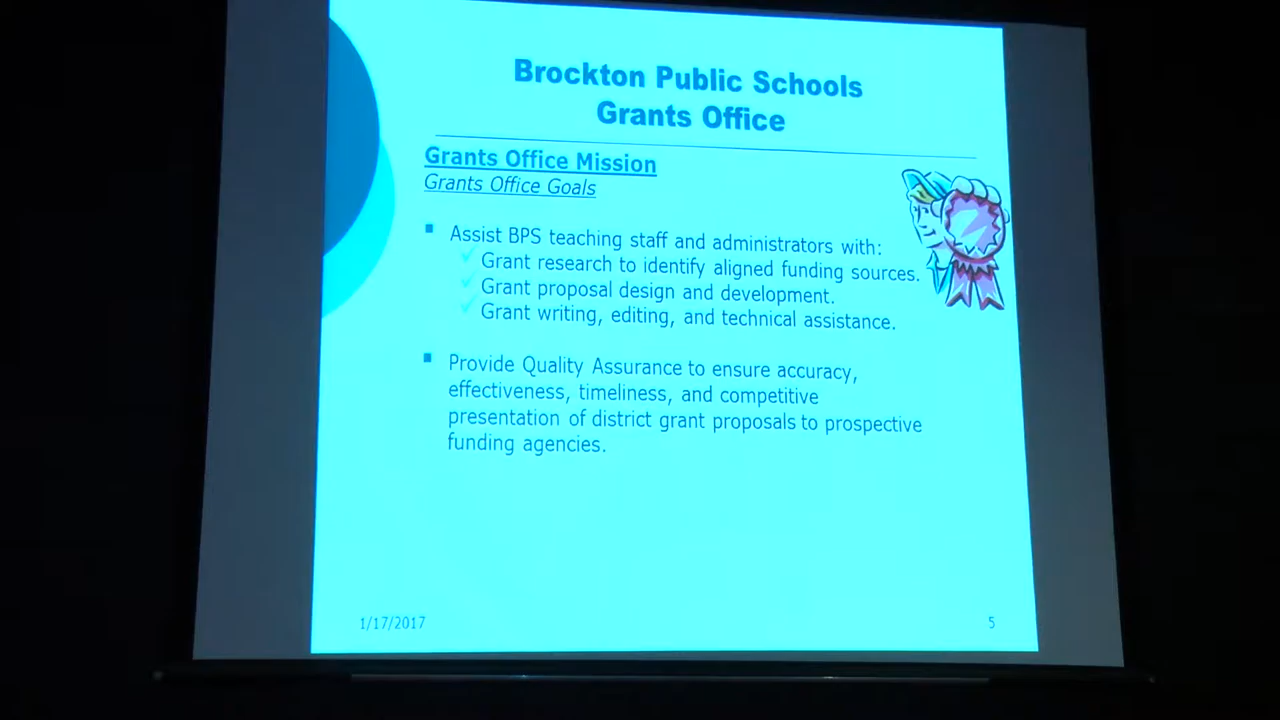 Brockton Public Schools
Grants Office
Grants Office Mission
Grants Office Goals
▪ Assist BPS teaching staff and administrators with:
✓ Grant research to identify aligned funding sources.
✓ Grant proposal design and development.
✓ Grant writing, editing, and technical assistance.
▪ Provide Quality Assurance to ensure accuracy,
effectiveness, timeliness, and competitive
presentation of district grant proposals to prospective
funding agencies.
1/17/2017
5